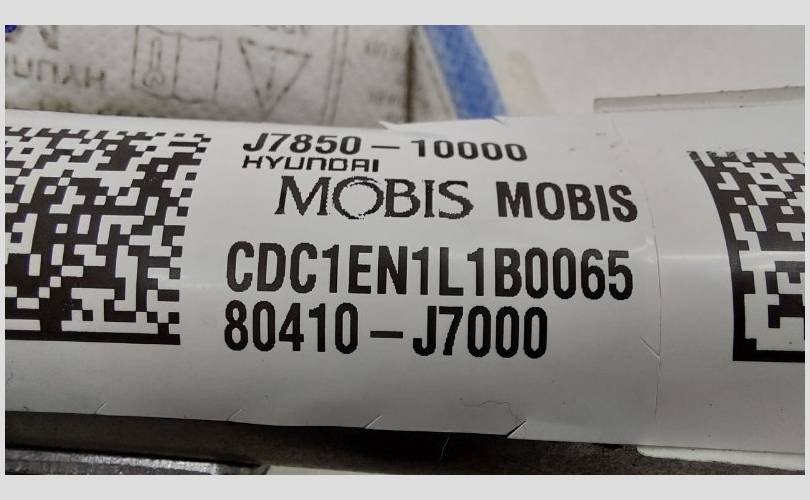 J7850-10000
HYUNDAI
MOBIS MOBIS
CDC1EN1L1B0065
80410-J7000